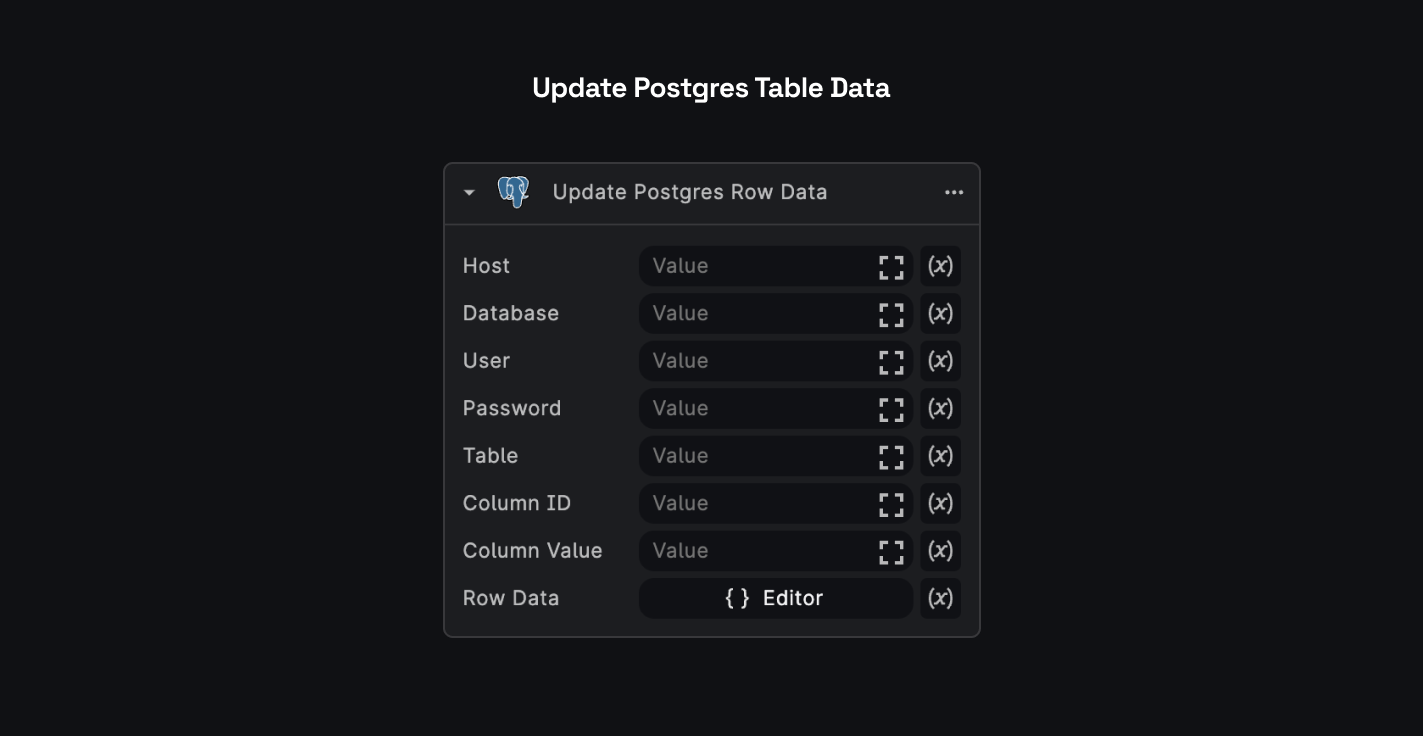 Update Postgres Table Data
Update Postgres Row Data
Host Value (x)
Database Value (x)
User Value (x)
Password Value (x)
Table Value (x)
Column ID Value (x)
Column Value Value (x)
Row Data { } Editor (x)